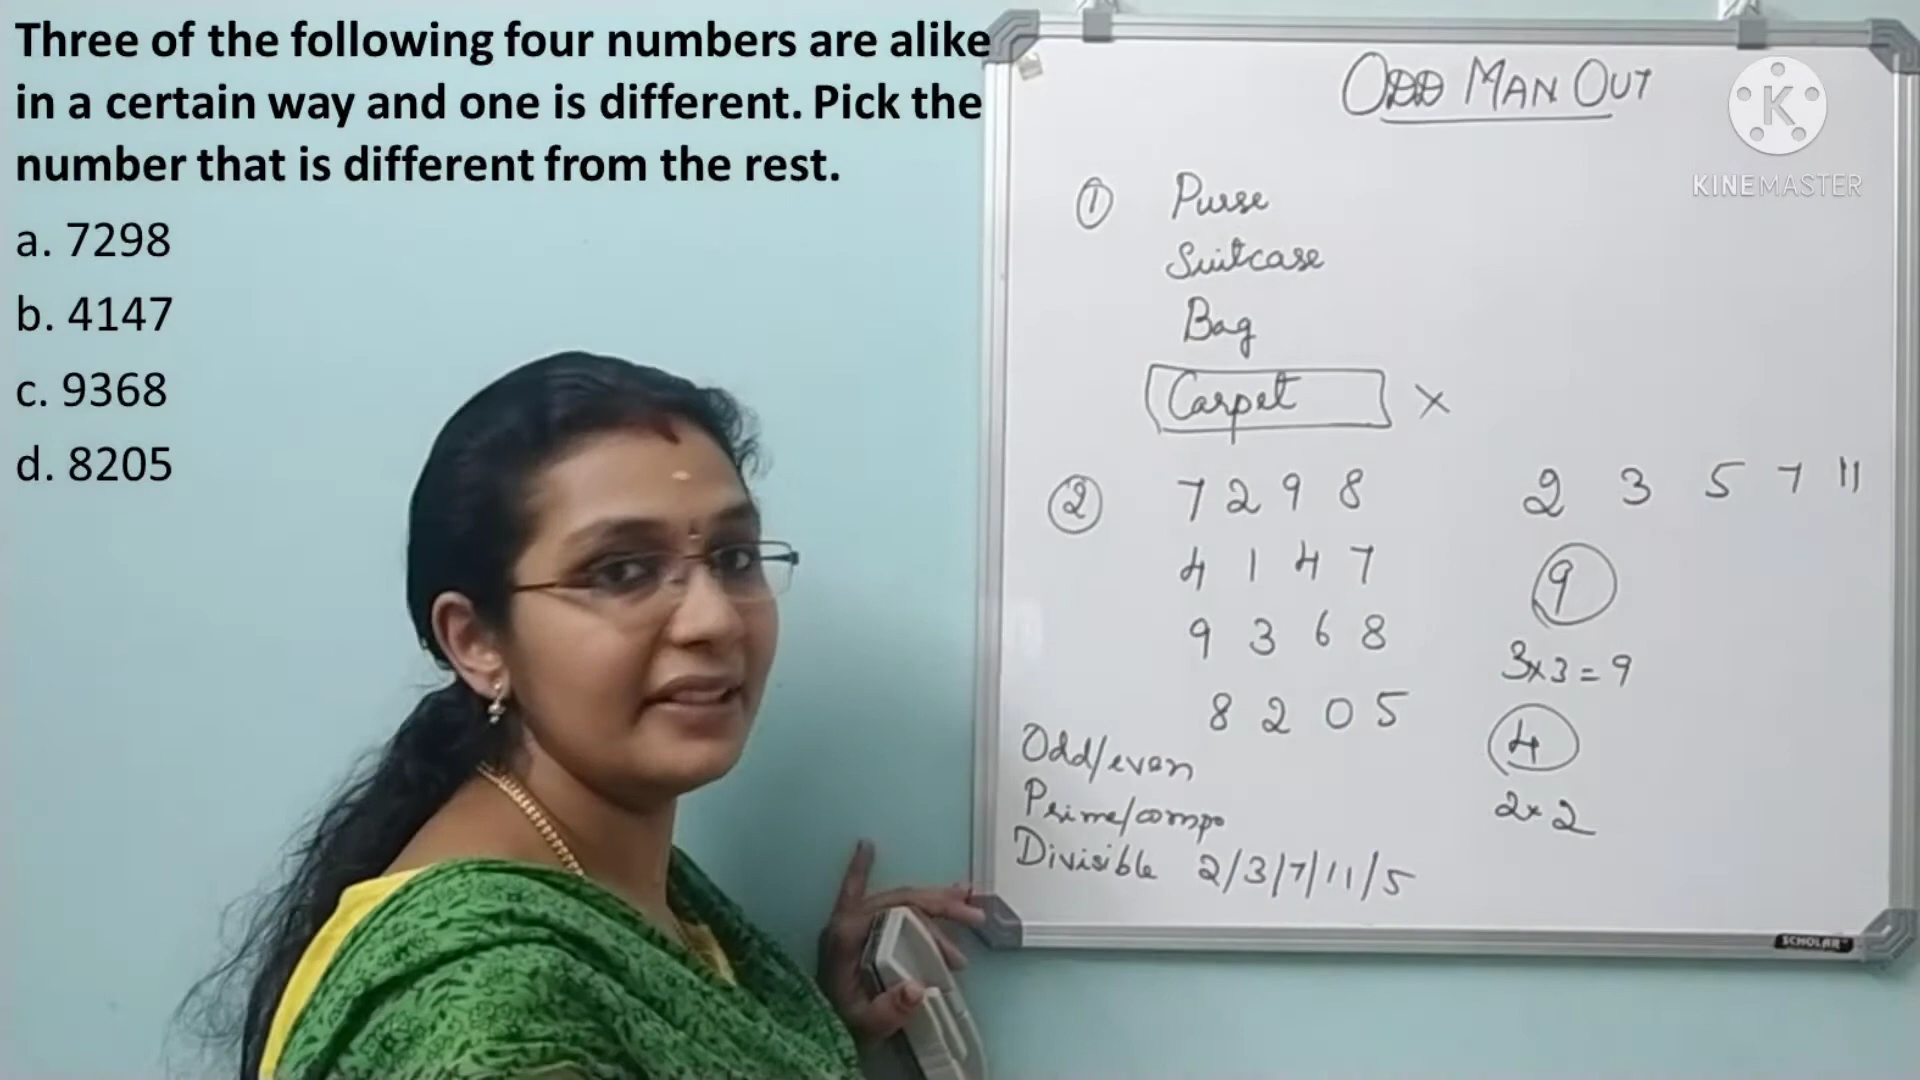 Three of the following four numbers are alike
in a certain way and one is different. Pick the
number that is different from the rest.
a. 7298
b. 4147
c. 9368
d. 8205
ODD MAN OUT
KINEMASTER
1 Purse
Suitcase
Bag
Carpet ×
2 7 2 9 8
4 1 4 7
9 3 6 8
8 2 0 5
2 3 5 7 11
9
3×3=9
4
2×2
Odd/even
Prime/compo
Divisible 2/3/7/11/5
SCHOLAR